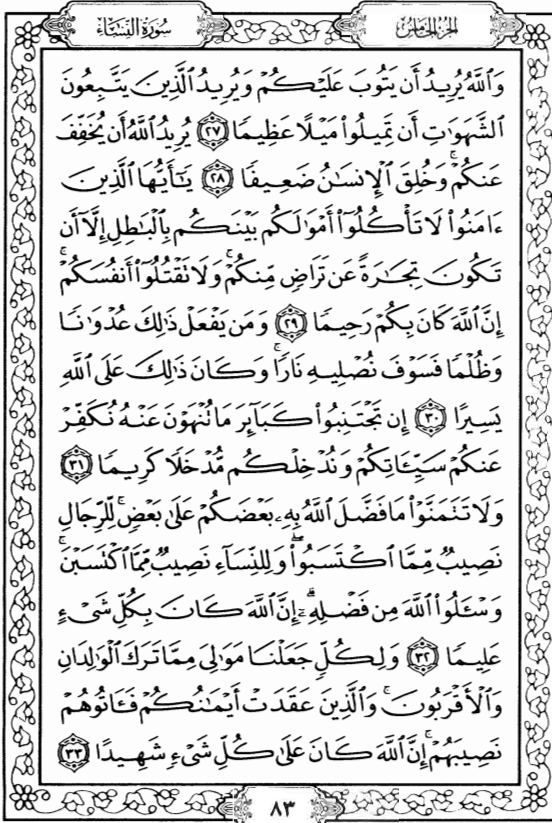 الجزء الخامس
سورة النساء
وَٱللَّهُ يُرِيدُ أَن يَتُوبَ عَلَيۡكُمۡ وَيُرِيدُ ٱلَّذِينَ يَتَّبِعُونَ
ٱلشَّهَوَٰتِ أَن تَمِيلُواْ مَيۡلًا عَظِيمٗا ۝٢٧ يُرِيدُ ٱللَّهُ أَن يُخَفِّفَ
عَنكُمۡۚ وَخُلِقَ ٱلۡإِنسَٰنُ ضَعِيفٗا ۝٢٨ يَٰٓأَيُّهَا ٱلَّذِينَ
ءَامَنُواْ لَا تَأۡكُلُوٓاْ أَمۡوَٰلَكُم بَيۡنَكُم بِٱلۡبَٰطِلِ إِلَّآ أَن
تَكُونَ تِجَٰرَةً عَن تَرَاضٖ مِّنكُمۡۚ وَلَا تَقۡتُلُوٓاْ أَنفُسَكُمۡۚ
إِنَّ ٱللَّهَ كَانَ بِكُمۡ رَحِيمٗا ۝٢٩ وَمَن يَفۡعَلۡ ذَٰلِكَ عُدۡوَٰنٗا
وَظُلۡمٗا فَسَوۡفَ نُصۡلِيهِ نَارٗاۚ وَكَانَ ذَٰلِكَ عَلَى ٱللَّهِ
يَسِيرًا ۝٣٠ إِن تَجۡتَنِبُواْ كَبَآئِرَ مَا تُنۡهَوۡنَ عَنۡهُ نُكَفِّرۡ
عَنكُمۡ سَيِّـَٔاتِكُمۡ وَنُدۡخِلۡكُم مُّدۡخَلٗا كَرِيمٗا ۝٣١
وَلَا تَتَمَنَّوۡاْ مَا فَضَّلَ ٱللَّهُ بِهِۦ بَعۡضَكُمۡ عَلَىٰ بَعۡضٖۚ لِّلرِّجَالِ
نَصِيبٞ مِّمَّا ٱكۡتَسَبُواْۖ وَلِلنِّسَآءِ نَصِيبٞ مِّمَّا ٱكۡتَسَبۡنَۚ
وَسۡـَٔلُواْ ٱللَّهَ مِن فَضۡلِهِۦٓۗ إِنَّ ٱللَّهَ كَانَ بِكُلِّ شَيۡءٍ
عَلِيمٗا ۝٣٢ وَلِكُلّٖ جَعَلۡنَا مَوَٰلِيَ مِمَّا تَرَكَ ٱلۡوَٰلِدَانِ
وَٱلۡأَقۡرَبُونَۚ وَٱلَّذِينَ عَقَدَتۡ أَيۡمَٰنُكُمۡ فَـَٔاتُوهُمۡ
نَصِيبَهُمۡۚ إِنَّ ٱللَّهَ كَانَ عَلَىٰ كُلِّ شَيۡءٖ شَهِيدًا ۝٣٣
٨٣